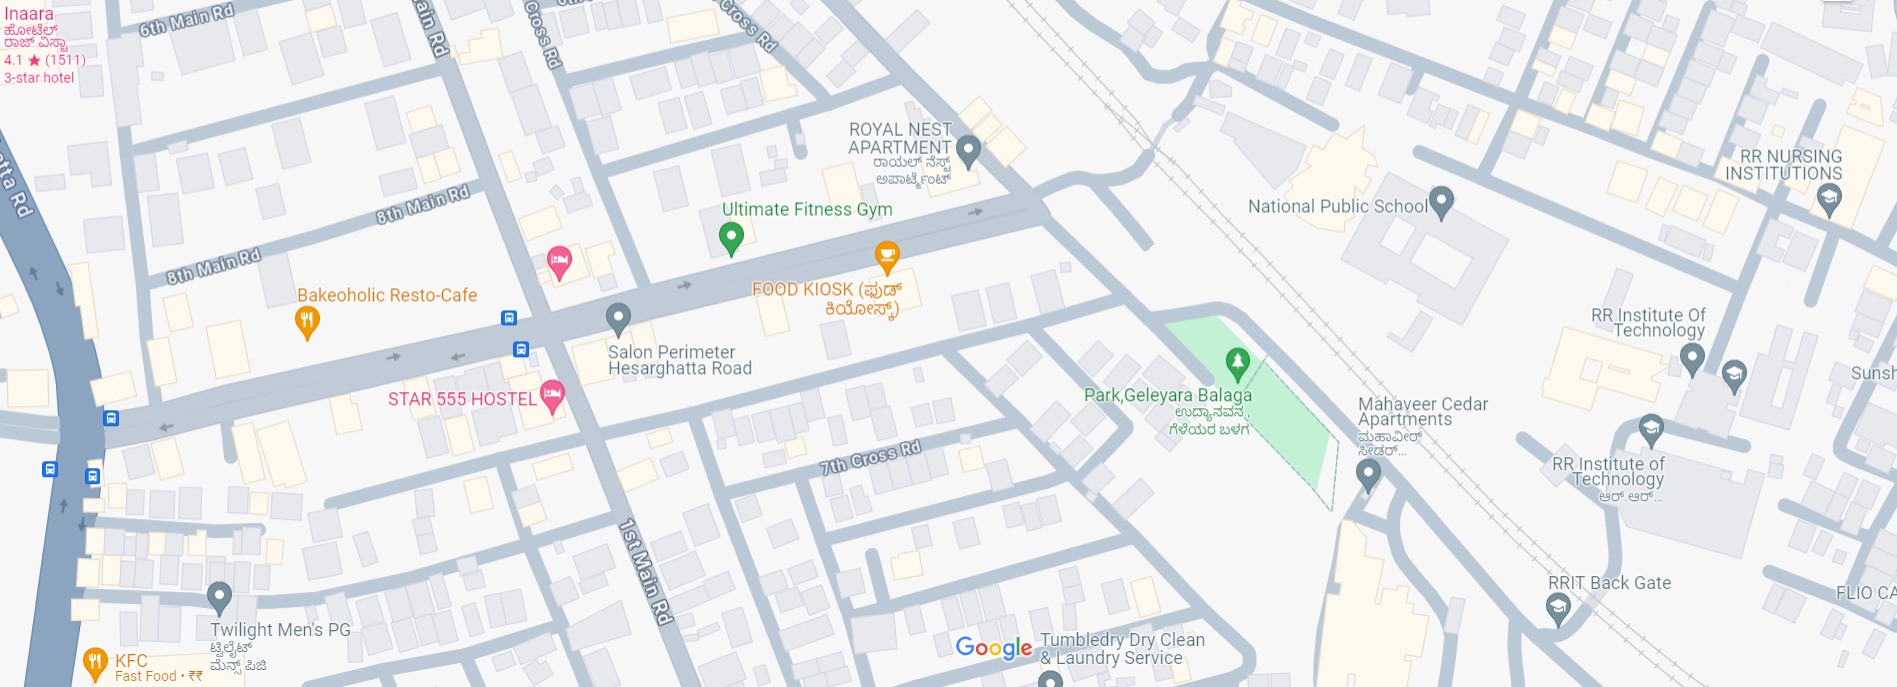 Inaara
ಹೋಟೆಲ್
ರಾಜ್ ವಿಸ್ಟಾ
4.1 ★ (1511)
3-star hotel
6th Main Rd
Main Rd
Cross Rd
Cross Rd
8th Main Rd
8th Main Rd
ROYAL NEST
APARTMENT
ರಾಯಲ್ ನೆಸ್ಟ್
ಅಪಾರ್ಟ್ಮೆಂಟ್
RR NURSING
INSTITUTIONS
National Public School
Ultimate Fitness Gym
Bakeoholic Resto-Cafe
FOOD KIOSK (ಫುಡ್
ಕಿಯೋಸ್ಕ್)
Salon Perimeter
Hesarghatta Road
STAR 555 HOSTEL
RR Institute Of
Technology
Park,Geleyara Balaga
ಉದ್ಯಾನವನ,
ಗೆಳೆಯರ ಬಳಗ
Mahaveer Cedar
Apartments
ಮಹಾವೀರ್
ಸೀಡರ್...
7th Cross Rd
RR Institute of
Technology
ಆರ್.ಆರ್...
1st Main Rd
RRIT Back Gate
FLIO CA
Twilight Men's PG
ಟ್ವಿಲೈಟ್
ಮೆನ್ಸ್ ಪಿಜಿ
KFC
Fast Food • ₹₹
Google
Tumbledry Dry Clean
& Laundry Service